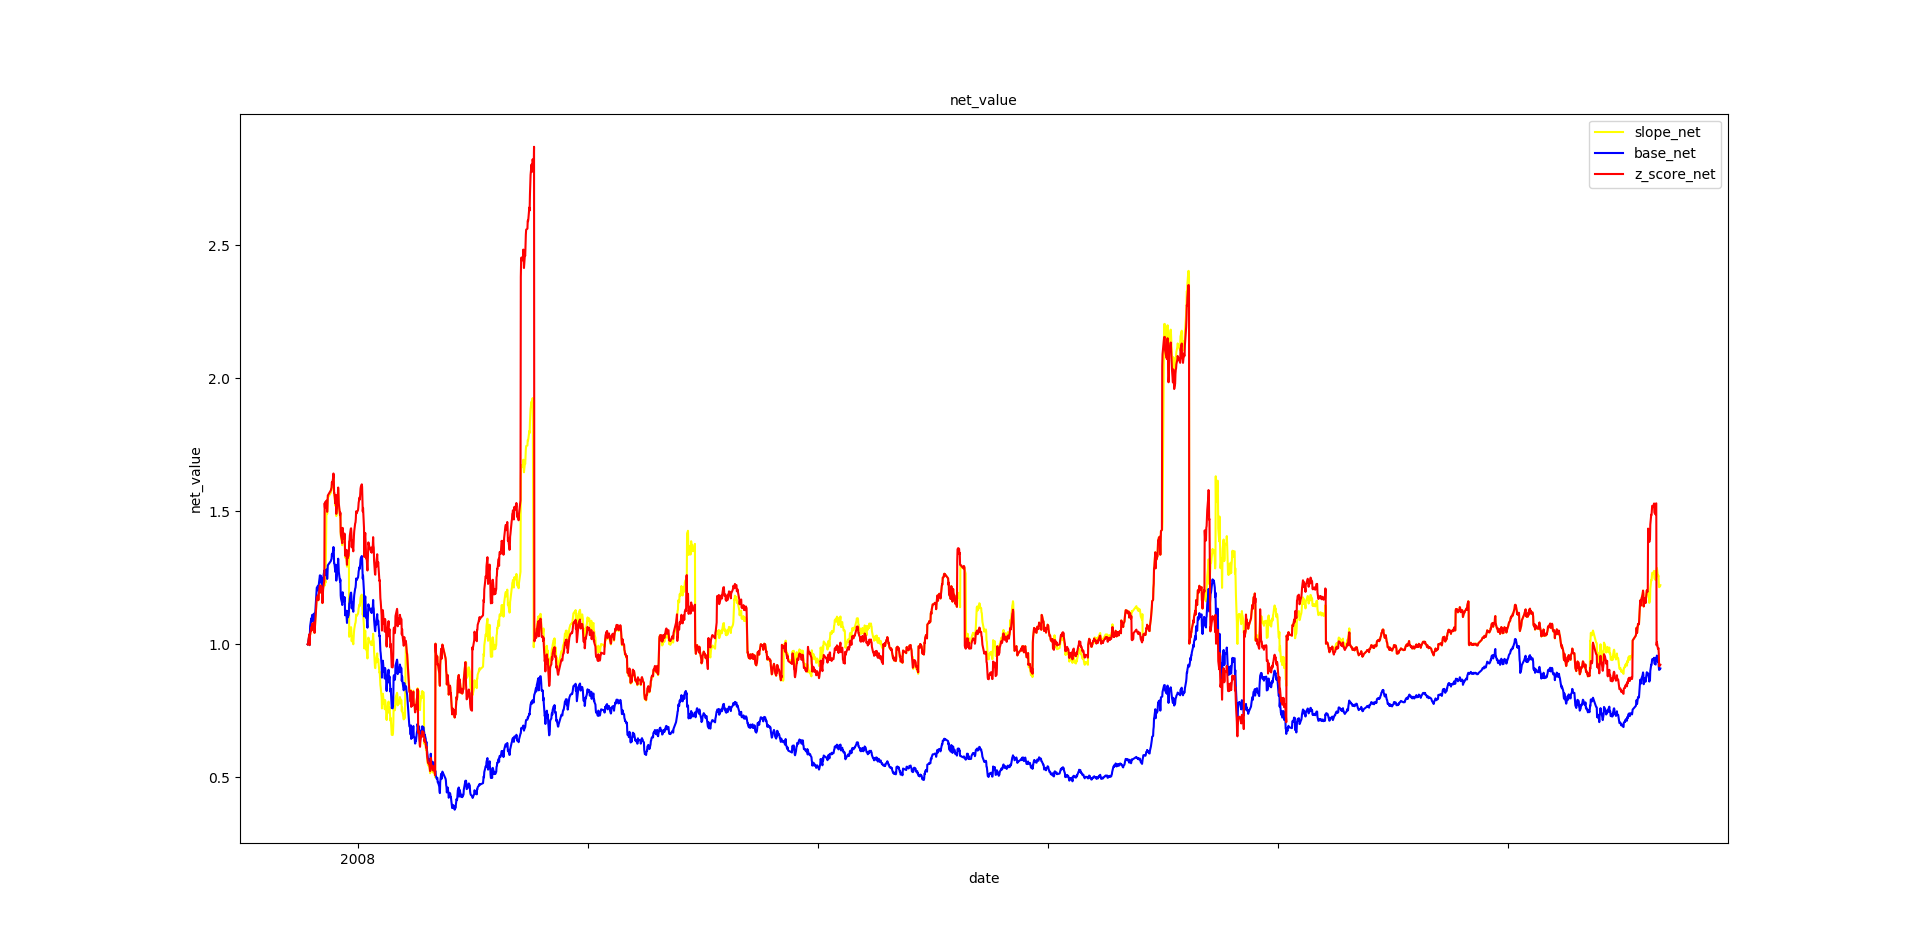 net_value
slope_net
base_net
z_score_net
2.5
2.0
1.5
1.0
0.5
net_value
2008
date